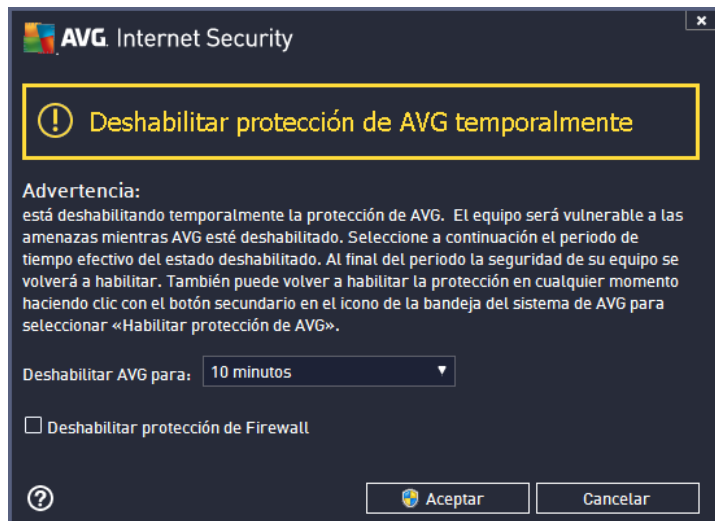 AVG. Internet Security
Deshabilitar protección de AVG temporalmente
Advertencia:
está deshabilitando temporalmente la protección de AVG. El equipo será vulnerable a las
amenazas mientras AVG esté deshabilitado. Seleccione a continuación el periodo de
tiempo efectivo del estado deshabilitado. Al final del periodo la seguridad de su equipo se
volverá a habilitar. También puede volver a habilitar la protección en cualquier momento
haciendo clic con el botón secundario en el icono de la bandeja del sistema de AVG para
seleccionar «Habilitar protección de AVG».
Deshabilitar AVG para: 10 minutos
Deshabilitar protección de Firewall
Aceptar Cancelar